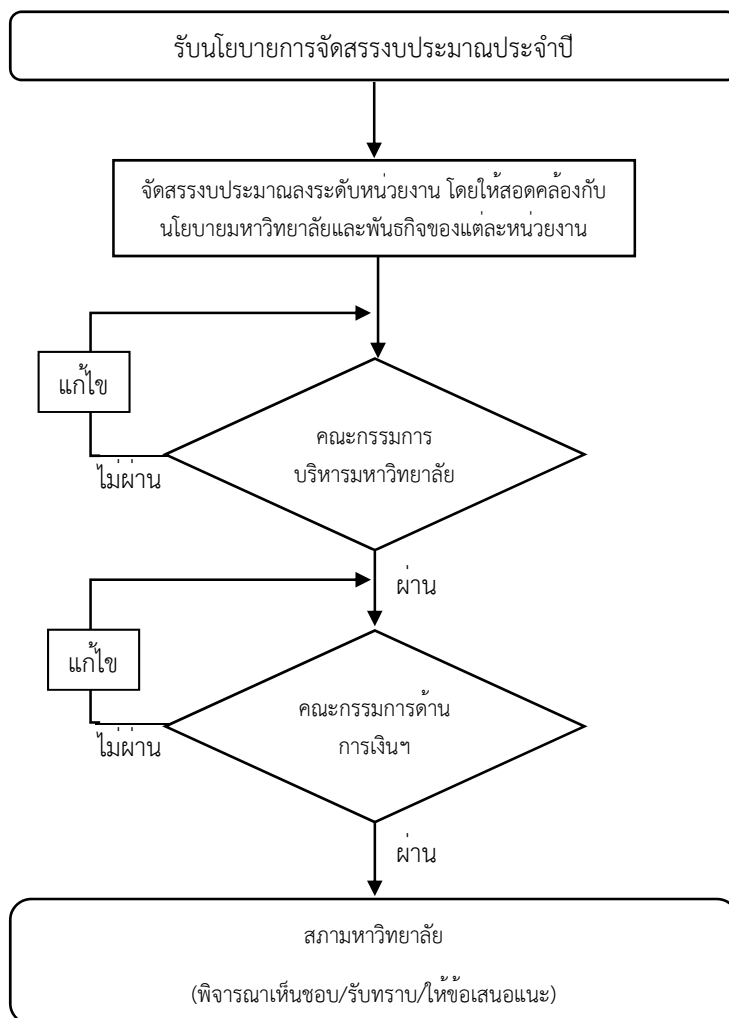 รับนโยบายการจัดสรรงบประมาณประจำปี
จัดสรรงบประมาณลงระดับหน่วยงาน โดยให้สอดคล้องกับ
นโยบายมหาวิทยาลัยและพันธกิจของแต่ละหน่วยงาน
แก้ไข
คณะกรรมการ
บริหารมหาวิทยาลัย
ไม่ผ่าน
ผ่าน
แก้ไข
คณะกรรมการด้าน
การเงินฯ
ไม่ผ่าน
ผ่าน
สภามหาวิทยาลัย
(พิจารณาเห็นชอบ/รับทราบ/ให้ข้อเสนอแนะ)